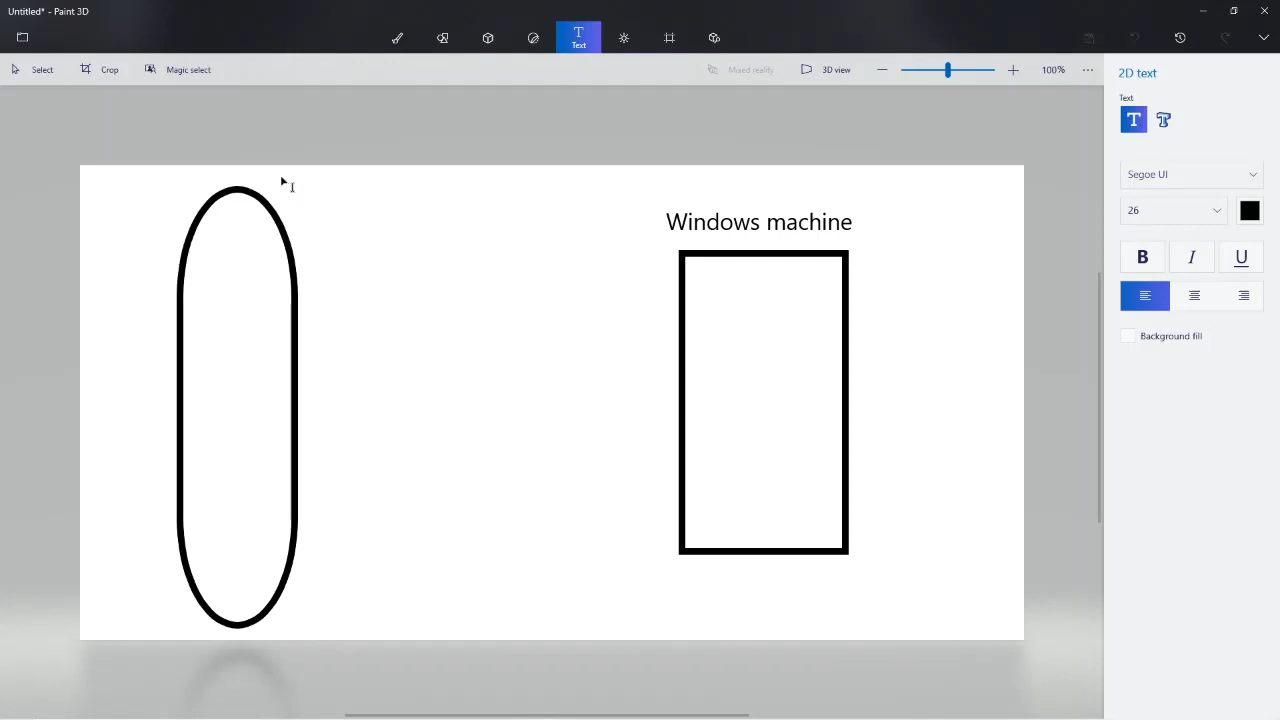 Untitled* - Paint 3D
Text
Select
Crop
Magic select
Mixed reality
3D view
100%
2D text
Text
T
Segoe UI
26
B
I
U
Background fill
Windows machine